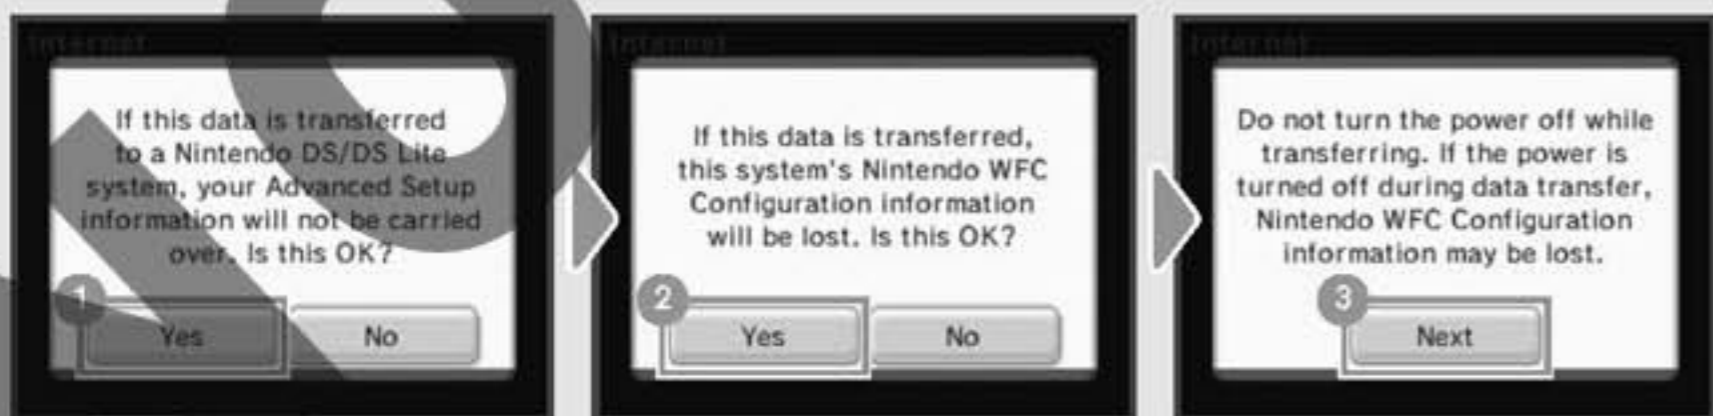 Internet
If this data is transferred
to a Nintendo DS/DS Lite
system, your Advanced Setup
information will not be carried
over. Is this OK?
1
Yes
No
Internet
If this data is transferred,
this system's Nintendo WFC
Configuration information
will be lost. Is this OK?
2
Yes
No
Internet
Do not turn the power off while
transferring. If the power is
turned off during data transfer,
Nintendo WFC Configuration
information may be lost.
3
Next